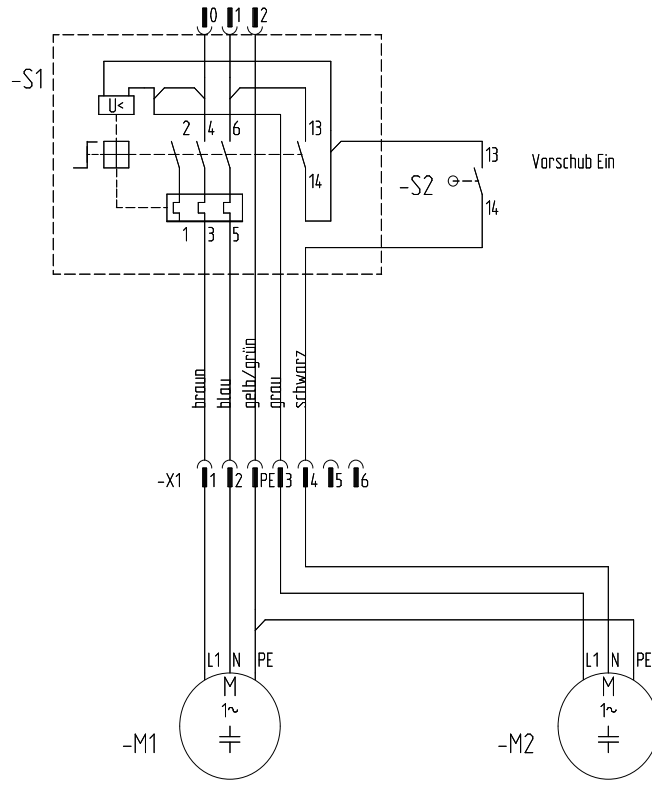 0 1 2
-S1
U<
2 4 6 13
13
Vorschub Ein
-S2
14
14
1 3 5
braun
blau
gelb/grün
grau
schwarz
-X1 1 2 PE 3 4 5 6
L1 N PE
L1 N PE
M
M
1~
1~
-M1
-M2